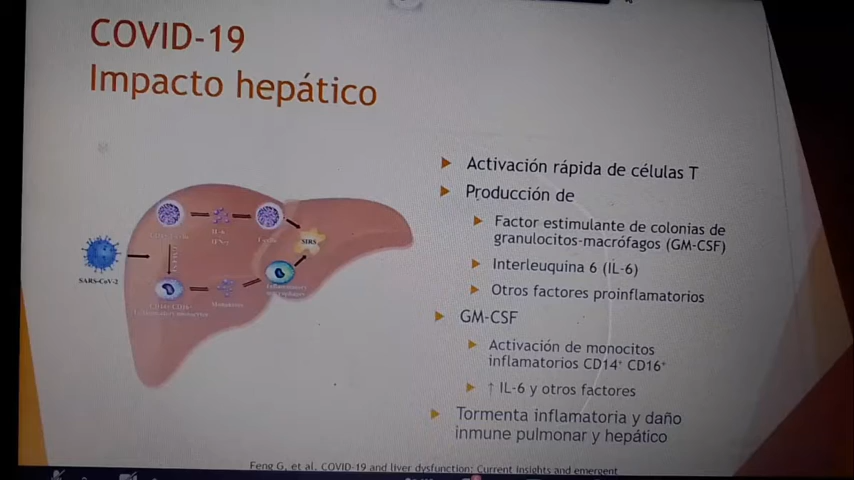 COVID-19
Impacto hepático
Activación rápida de células T
Producción de
Factor estimulante de colonias de
granulocitos-macrófagos (GM-CSF)
Interleuquina 6 (IL-6)
Otros factores proinflamatorios
GM-CSF
Activación de monocitos
inflamatorios CD14⁺ CD16⁺
↑ IL-6 y otros factores
Tormenta inflamatoria y daño
inmune pulmonar y hepático
SARS-CoV-2
SIRS
Feng G, et al. COVID-19 and liver dysfunction: Current insights and emergent